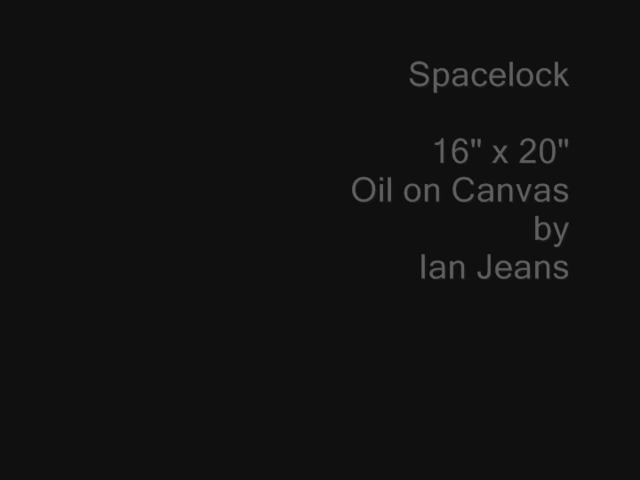 Spacelock
16" x 20"
Oil on Canvas
by
Ian Jeans